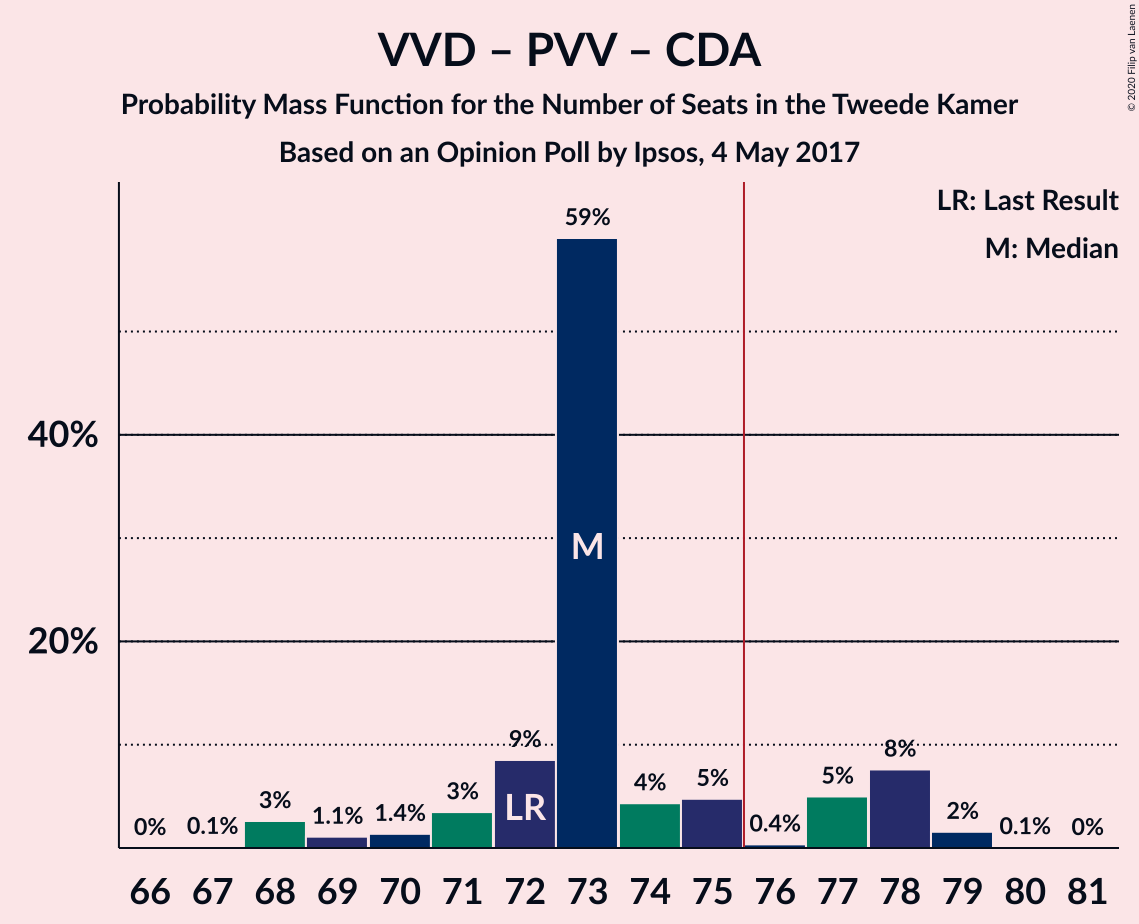 VVD – PVV – CDA
Probability Mass Function for the Number of Seats in the Tweede Kamer
Based on an Opinion Poll by Ipsos, 4 May 2017
© 2020 Filip van Laenen
LR: Last Result
M: Median
59%
40%
M
20%
9%
8%
3%
4%
5%
5%
3%
LR
0%
0.1%
1.1%
1.4%
0.4%
2%
0.1%
0%
66 67 68 69 70 71 72 73 74 75 76 77 78 79 80 81